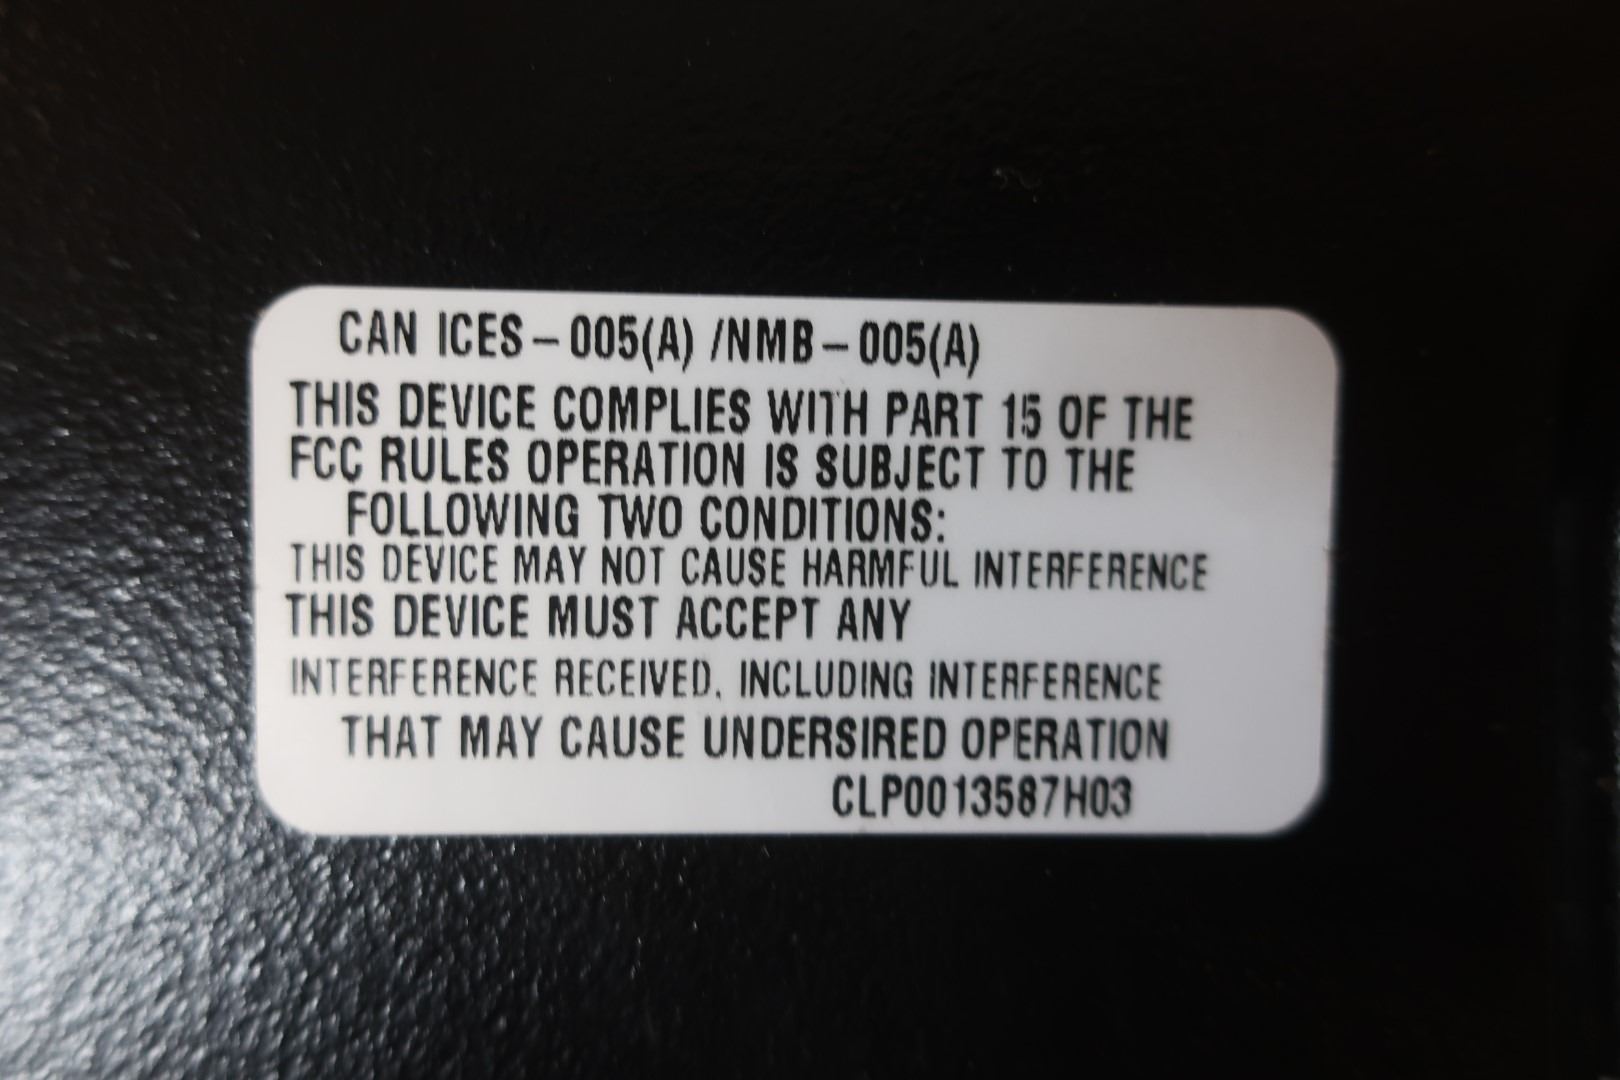 CAN ICES – 005(A) /NMB – 005(A)
THIS DEVICE COMPLIES WITH PART 15 OF THE
FCC RULES OPERATION IS SUBJECT TO THE
FOLLOWING TWO CONDITIONS:
THIS DEVICE MAY NOT CAUSE HARMFUL INTERFERENCE
THIS DEVICE MUST ACCEPT ANY
INTERFERENCE RECEIVED, INCLUDING INTERFERENCE
THAT MAY CAUSE UNDERSIRED OPERATION
CLP0013587H03